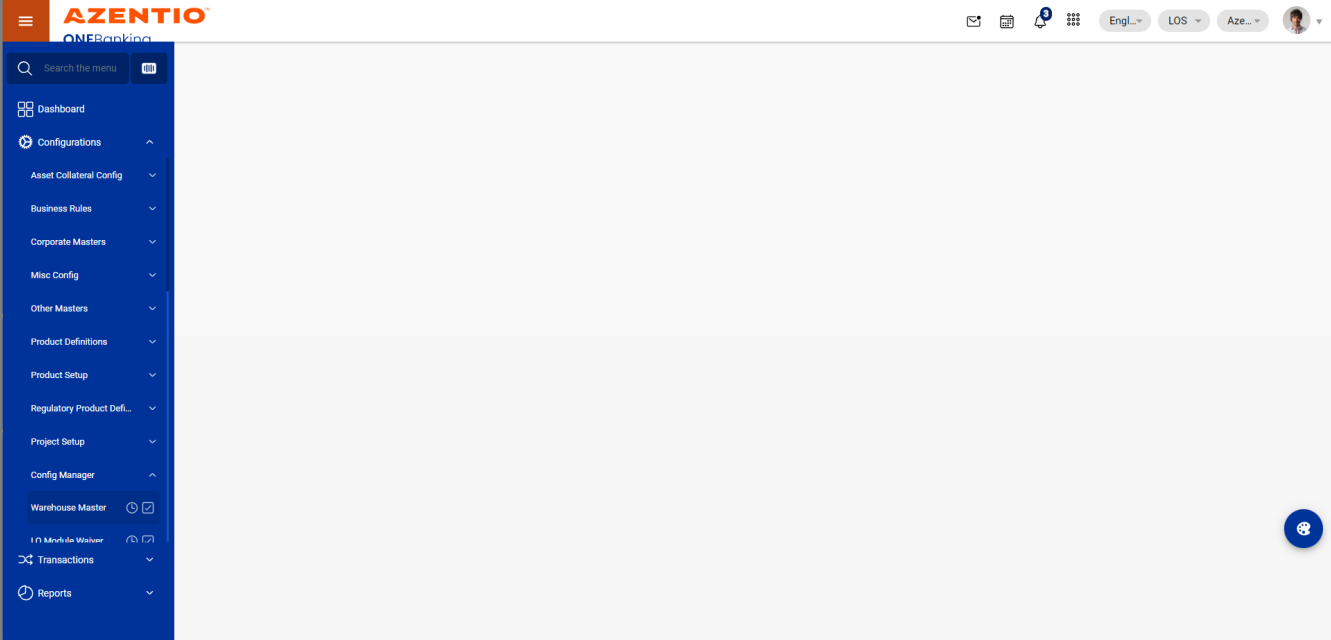 AZENTIO™
ONEBanking
3
Engl...
LOS
Aze...
Search the menu
Dashboard
Configurations
Asset Collateral Config
Business Rules
Corporate Masters
Misc Config
Other Masters
Product Definitions
Product Setup
Regulatory Product Defi...
Project Setup
Config Manager
Warehouse Master
LO Module Waiver
Transactions
Reports